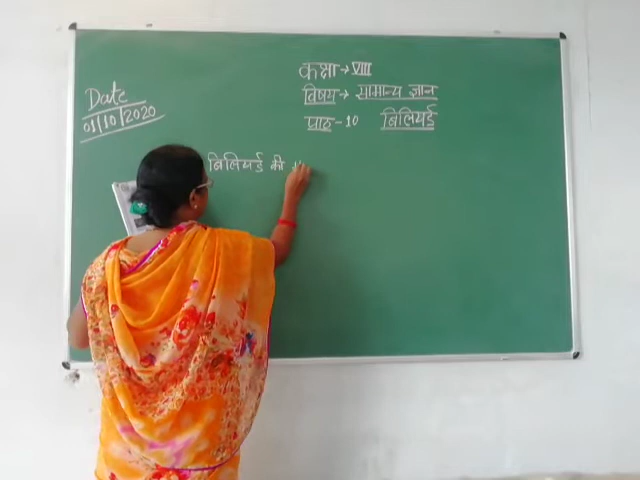 कक्षा → VIII
विषय → सामान्य ज्ञान
पाठ - 10 बिलियर्ड
Date
01/10/2020
बिलियर्ड की